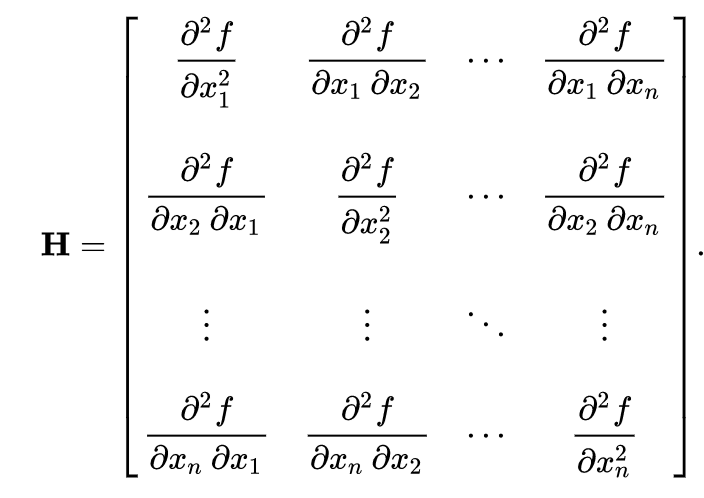 H = [ ∂²f/∂x₁² ∂²f/∂x₁ ∂x₂ ⋯ ∂²f/∂x₁ ∂xₙ
∂²f/∂x₂ ∂x₁ ∂²f/∂x₂² ⋯ ∂²f/∂x₂ ∂xₙ
⋮ ⋮ ⋱ ⋮
∂²f/∂xₙ ∂x₁ ∂²f/∂xₙ ∂x₂ ⋯ ∂²f/∂xₙ² ] .